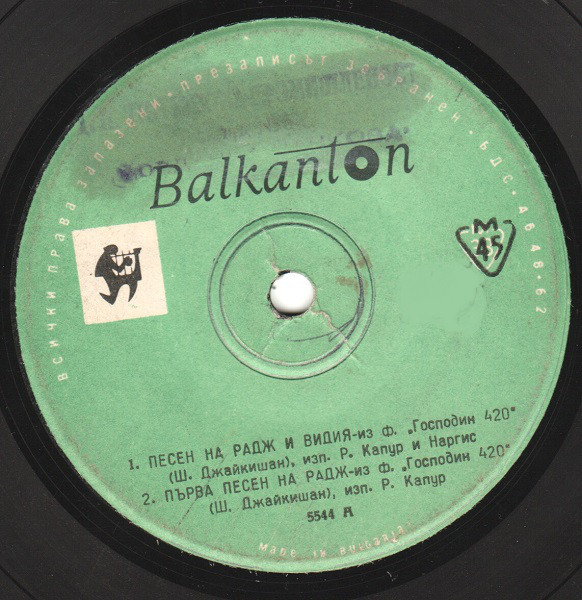 ВСИЧКИ ПРАВА ЗАПАЗЕНИ · ПРЕЗАПИСЪТ ЗАБРАНЕН · БДС · 4648-62
Balkanton
М
45
1. ПЕСЕН НА РАДЖ И ВИДИЯ-из ф. „Господин 420“
(Ш. Джайкишан), изп. Р. Капур и Наргис
2. ПЪРВА ПЕСЕН НА РАДЖ-из ф. „Господин 420“
(Ш. Джайкишан), изп. Р. Капур
5544 А
Made in Bulgaria